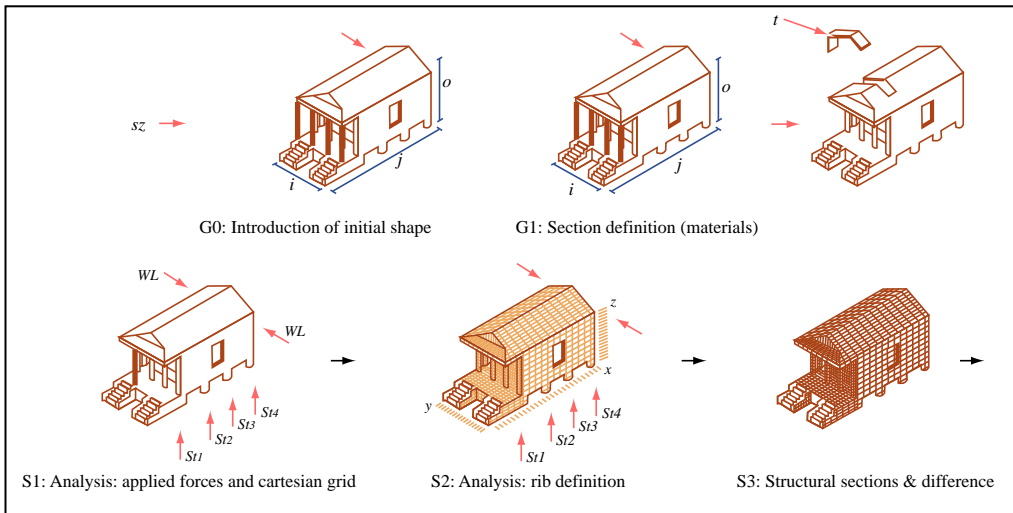 t
o
o
sz
i
j
i
j
G0: Introduction of initial shape
G1: Section definition (materials)
WL
WL
z
x
y
St4
St3
St2
St1
St4
St3
St2
St1
S1: Analysis: applied forces and cartesian grid
S2: Analysis: rib definition
S3: Structural sections & difference